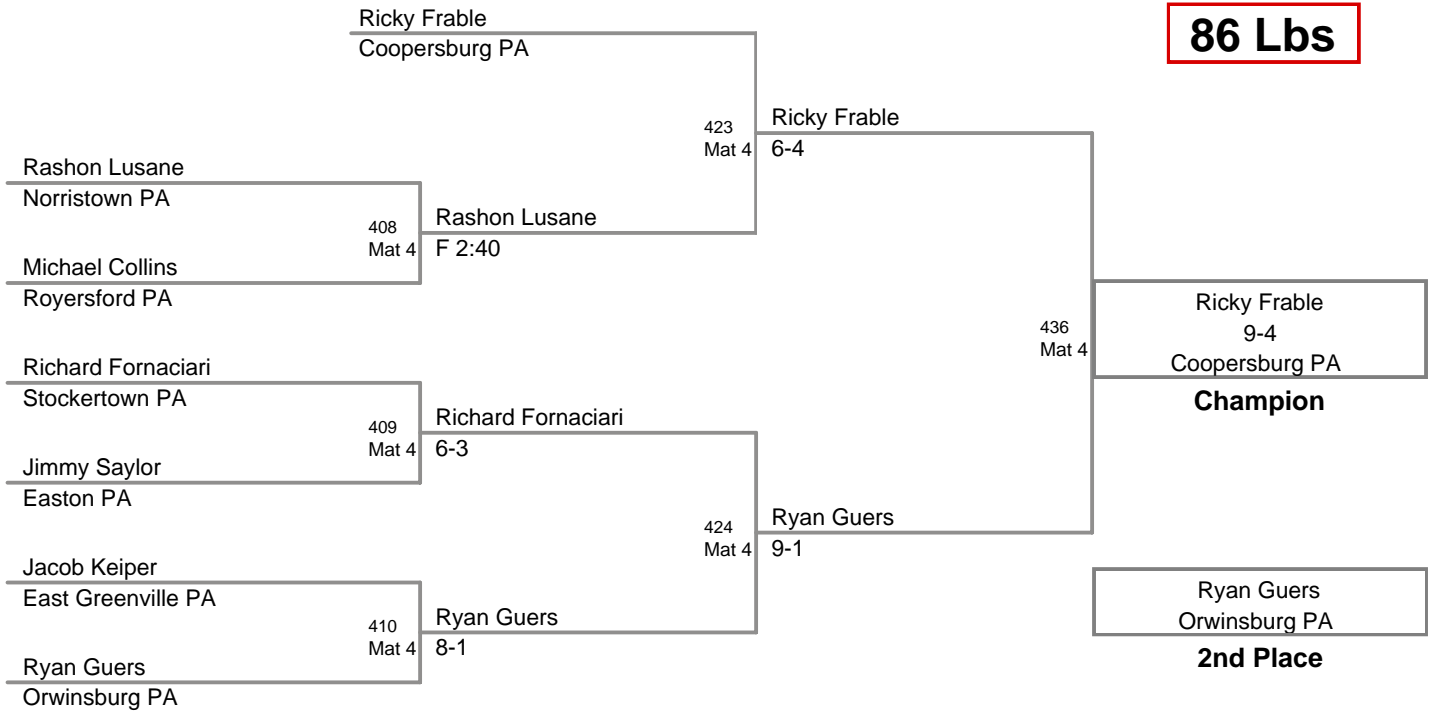 Ricky Frable
Coopersburg PA
86 Lbs
423
Mat 4
Ricky Frable
6-4
Rashon Lusane
Norristown PA
408
Mat 4
Rashon Lusane
F 2:40
Michael Collins
Royersford PA
436
Mat 4
Ricky Frable
9-4
Coopersburg PA
Champion
Richard Fornaciari
Stockertown PA
409
Mat 4
Richard Fornaciari
6-3
Jimmy Saylor
Easton PA
424
Mat 4
Ryan Guers
9-1
Jacob Keiper
East Greenville PA
410
Mat 4
Ryan Guers
8-1
Ryan Guers
Orwinsburg PA
Ryan Guers
Orwinsburg PA
2nd Place